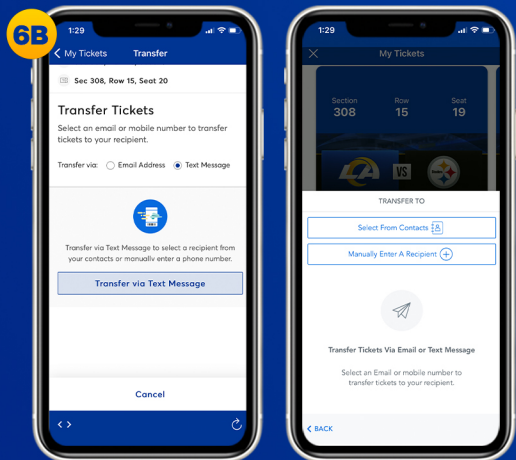 6B
1:29
My Tickets Transfer
Sec 308, Row 15, Seat 20
Transfer Tickets
Select an email or mobile number to transfer
tickets to your recipient.
Transfer via: Email Address Text Message
Transfer via Text Message to select a recipient from
your contacts or manually enter a phone number.
Transfer via Text Message
Cancel
1:29
My Tickets
Section Row Seat
308 15 19
VS
TRANSFER TO
Select From Contacts
Manually Enter A Recipient
Transfer Tickets Via Email or Text Message
Select an Email or mobile number to
transfer tickets to your recipient.
BACK